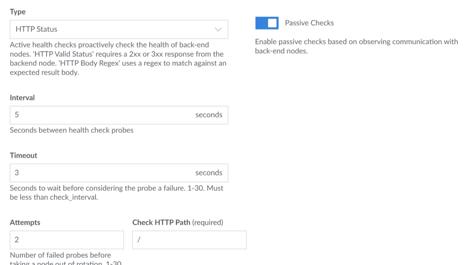 Type
HTTP Status
Active health checks proactively check the health of back-end
nodes. 'HTTP Valid Status' requires a 2xx or 3xx response from the
backend node. 'HTTP Body Regex' uses a regex to match against an
expected result body.
Interval
5 seconds
Seconds between health check probes
Timeout
3 seconds
Seconds to wait before considering the probe a failure. 1-30. Must
be less than check_interval.
Attempts
2
Number of failed probes before
taking a node out of rotation. 1-30
Check HTTP Path (required)
/
Passive Checks
Enable passive checks based on observing communication with
back-end nodes.